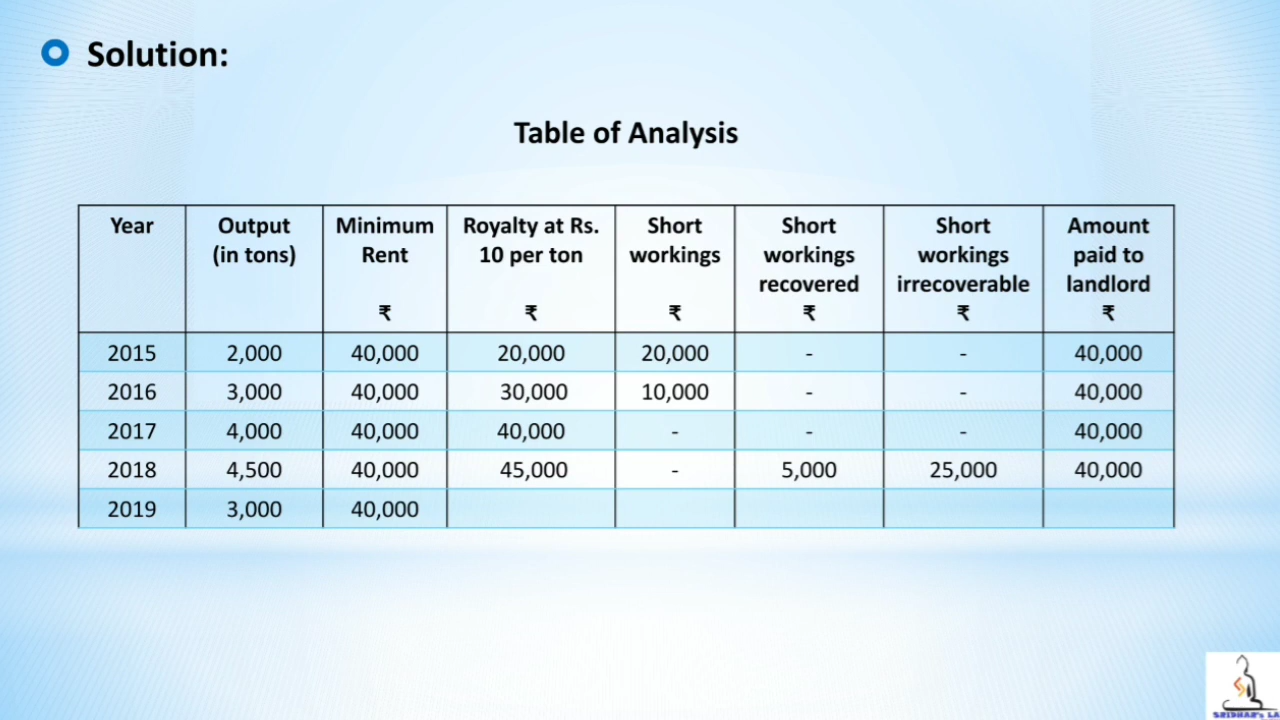 Solution:
Table of Analysis
Year Output (in tons) Minimum Rent ₹ Royalty at Rs. 10 per ton ₹ Short workings ₹ Short workings recovered ₹ Short workings irrecoverable ₹ Amount paid to landlord ₹
2015 2,000 40,000 20,000 20,000 - - 40,000
2016 3,000 40,000 30,000 10,000 - - 40,000
2017 4,000 40,000 40,000 - - - 40,000
2018 4,500 40,000 45,000 - 5,000 25,000 40,000
2019 3,000 40,000
SRIDHAR's LA